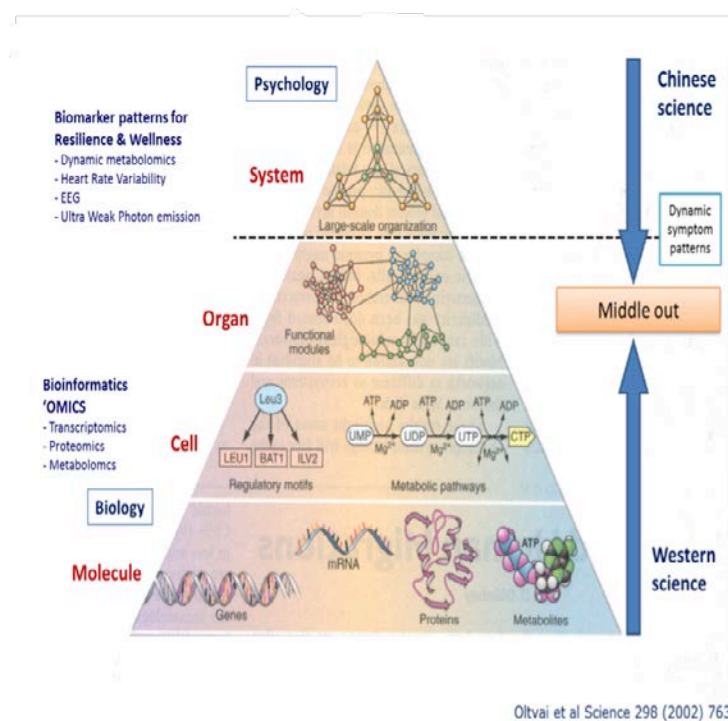 Psychology
Chinese
science
Biomarker patterns for
Resilience & Wellness
- Dynamic metabolomics
- Heart Rate Variability
- EEG
- Ultra Weak Photon emission
System
Large-scale organization
Dynamic
symptom
patterns
Organ
Functional
modules
Middle out
Bioinformatics
‘OMICS
- Transcriptomics
- Proteomics
- Metabolomcs
Cell
Leu3
LEU1 BAT1 ILV2
Regulatory motifs
ATP ADP ATP ADP ATP ADP
UMP UDP UTP CTP
Mg2+ Mg2+ Mg2+
Metabolic pathways
Biology
Molecule
Genes
mRNA
Proteins
ATP
Metabolites
Western
science
Oltvai et al Science 298 (2002) 763